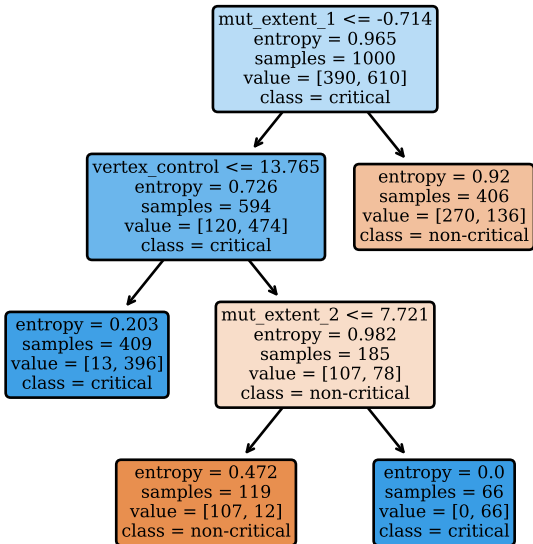 mut_extent_1 <= -0.714
entropy = 0.965
samples = 1000
value = [390, 610]
class = critical
vertex_control <= 13.765
entropy = 0.726
samples = 594
value = [120, 474]
class = critical
entropy = 0.92
samples = 406
value = [270, 136]
class = non-critical
entropy = 0.203
samples = 409
value = [13, 396]
class = critical
mut_extent_2 <= 7.721
entropy = 0.982
samples = 185
value = [107, 78]
class = non-critical
entropy = 0.472
samples = 119
value = [107, 12]
class = non-critical
entropy = 0.0
samples = 66
value = [0, 66]
class = critical